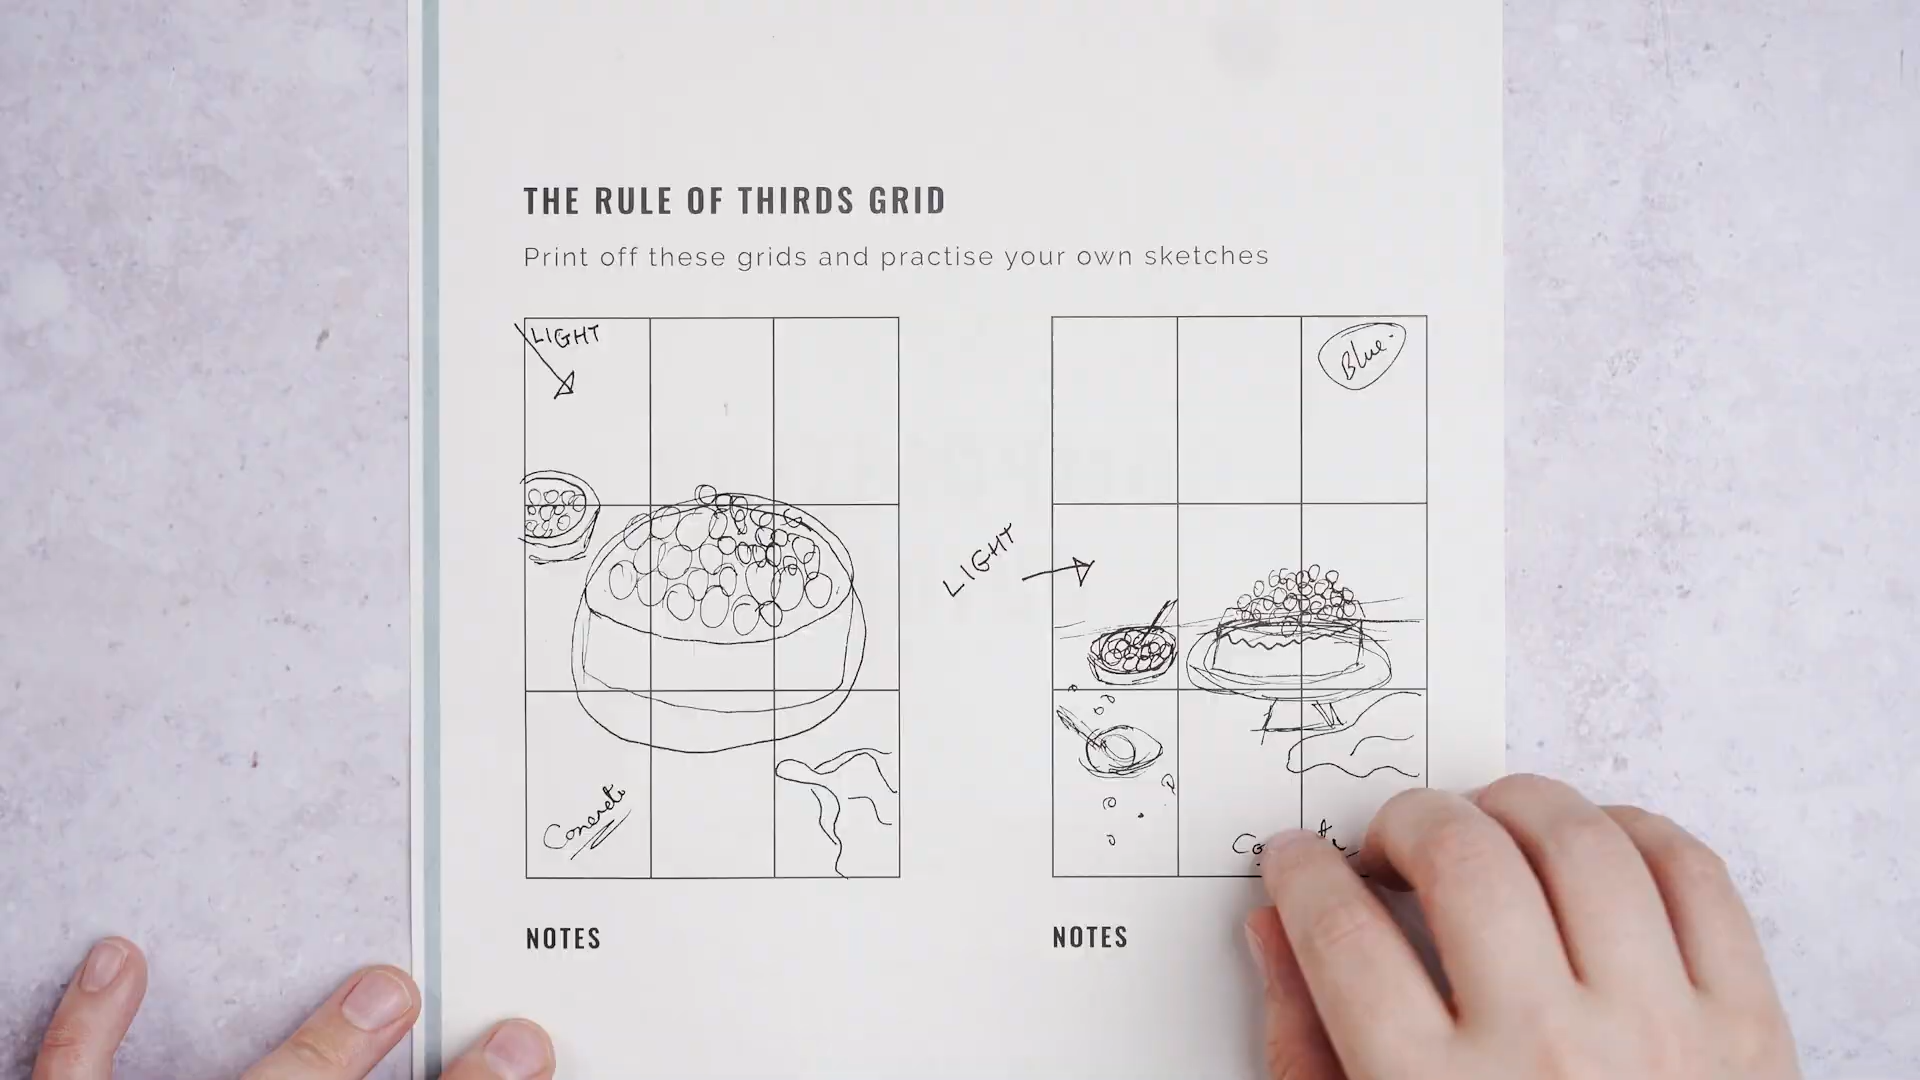 THE RULE OF THIRDS GRID
Print off these grids and practise your own sketches
LIGHT
Blue.
LIGHT
Concrete
NOTES
NOTES